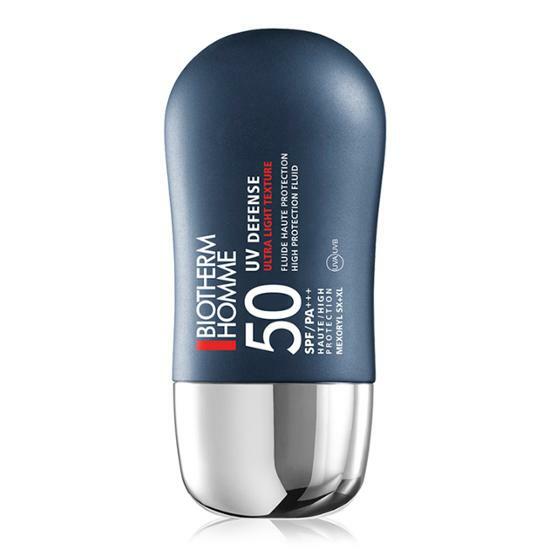 BIOTHERM
HOMME
50
UV DEFENSE
ULTRA LIGHT TEXTURE
FLUIDE HAUTE PROTECTION
HIGH PROTECTION FLUID
SPF/PA+++
HAUTE/HIGH
PROTECTION
MEXORYL SX+XL
UVA/UVB